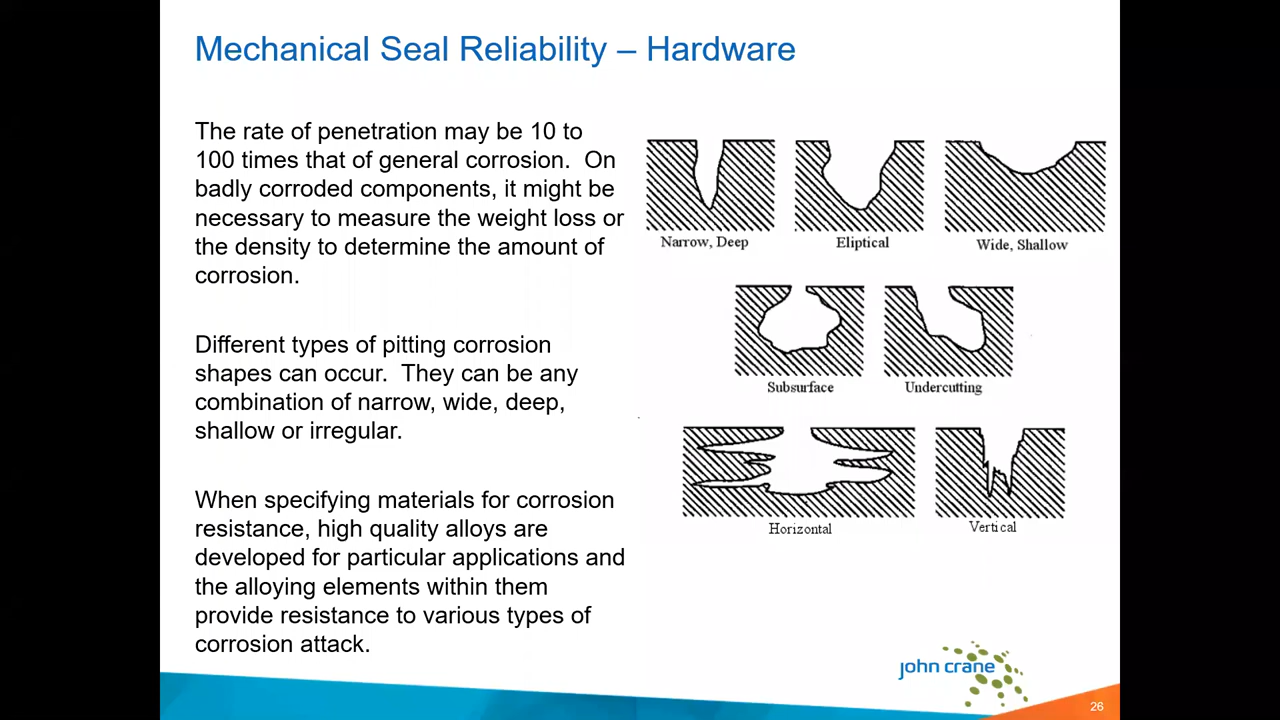 Mechanical Seal Reliability – Hardware
The rate of penetration may be 10 to
100 times that of general corrosion.  On
badly corroded components, it might be
necessary to measure the weight loss or
the density to determine the amount of
corrosion.
Different types of pitting corrosion
shapes can occur.  They can be any
combination of narrow, wide, deep,
shallow or irregular.
When specifying materials for corrosion
resistance, high quality alloys are
developed for particular applications and
the alloying elements within them
provide resistance to various types of
corrosion attack.
Narrow, Deep
Eliptical
Wide, Shallow
Subsurface
Undercutting
Horizontal
Vertical
john crane
26